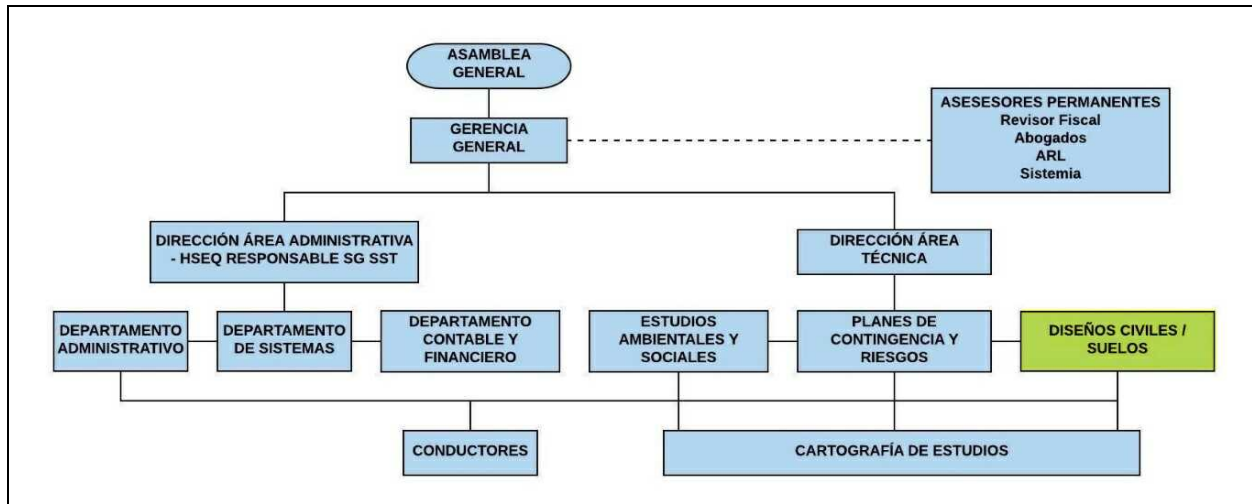 ASAMBLEA
GENERAL
GERENCIA
GENERAL
ASESESORES PERMANENTES
Revisor Fiscal
Abogados
ARL
Sistemia
DIRECCIÓN ÁREA ADMINISTRATIVA
- HSEQ RESPONSABLE SG SST
DIRECCIÓN ÁREA
TÉCNICA
DEPARTAMENTO
ADMINISTRATIVO
DEPARTAMENTO
DE SISTEMAS
DEPARTAMENTO
CONTABLE Y
FINANCIERO
ESTUDIOS
AMBIENTALES Y
SOCIALES
PLANES DE
CONTINGENCIA Y
RIESGOS
DISEÑOS CIVILES /
SUELOS
CONDUCTORES
CARTOGRAFÍA DE ESTUDIOS